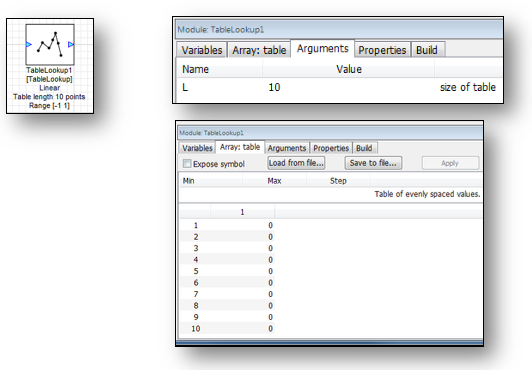 TableLookup1
[TableLookup]
Linear
Table length 10 points
Range [-1 1]
Module: TableLookup1
Variables Array: table Arguments Properties Build
Name Value
L 10 size of table
Module: TableLookup1
Variables Array: table Arguments Properties Build
Expose symbol Load from file... Save to file... Apply
Min Max Step
Table of evenly spaced values.
1
1 0
2 0
3 0
4 0
5 0
6 0
7 0
8 0
9 0
10 0